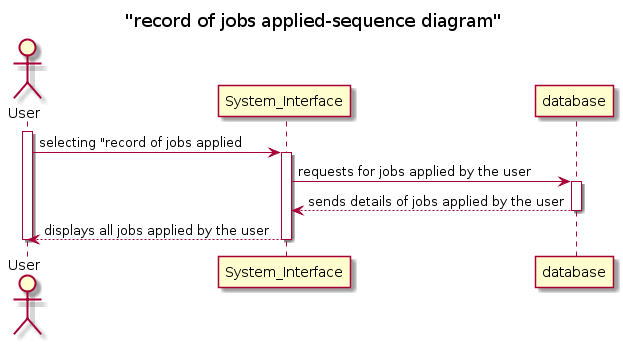 "record of jobs applied-sequence diagram"
User
System_Interface
database
selecting "record of jobs applied
requests for jobs applied by the user
sends details of jobs applied by the user
displays all jobs applied by the user
User
System_Interface
database